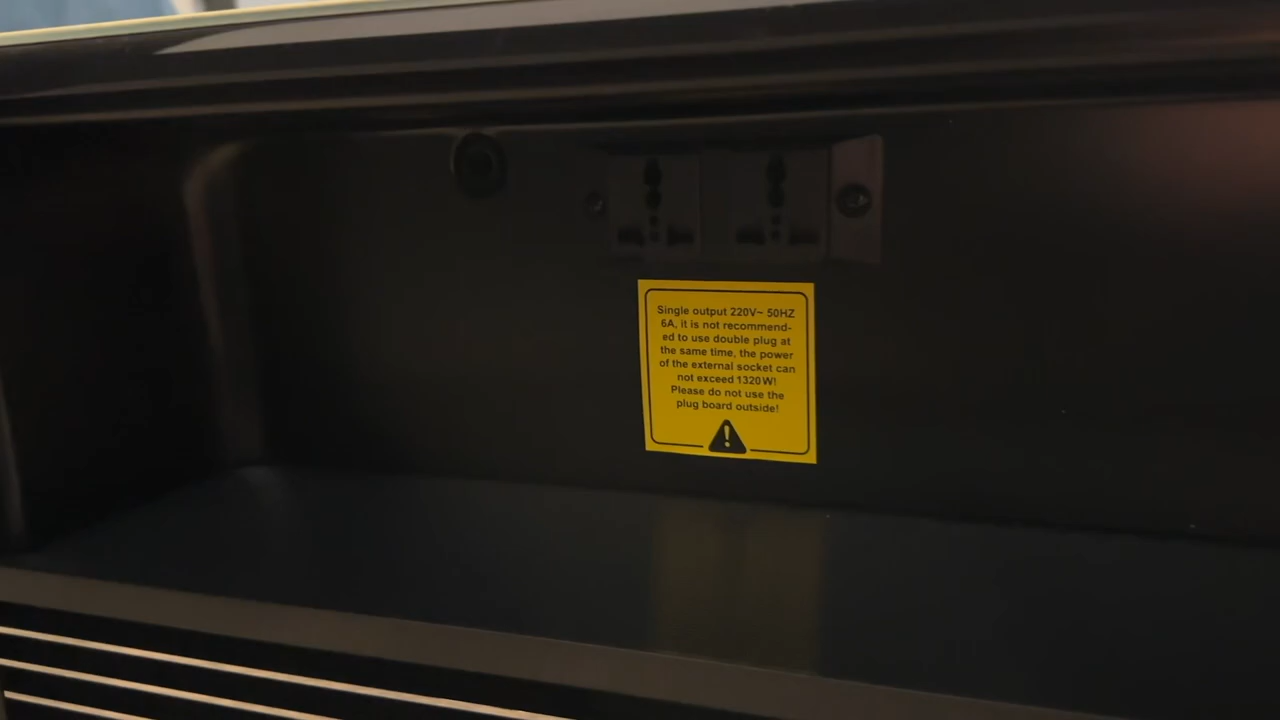 Single output 220V~ 50HZ
6A, it is not recommend-
ed to use double plug at
the same time, the power
of the external socket can
not exceed 1320W!
Please do not use the
plug board outside!